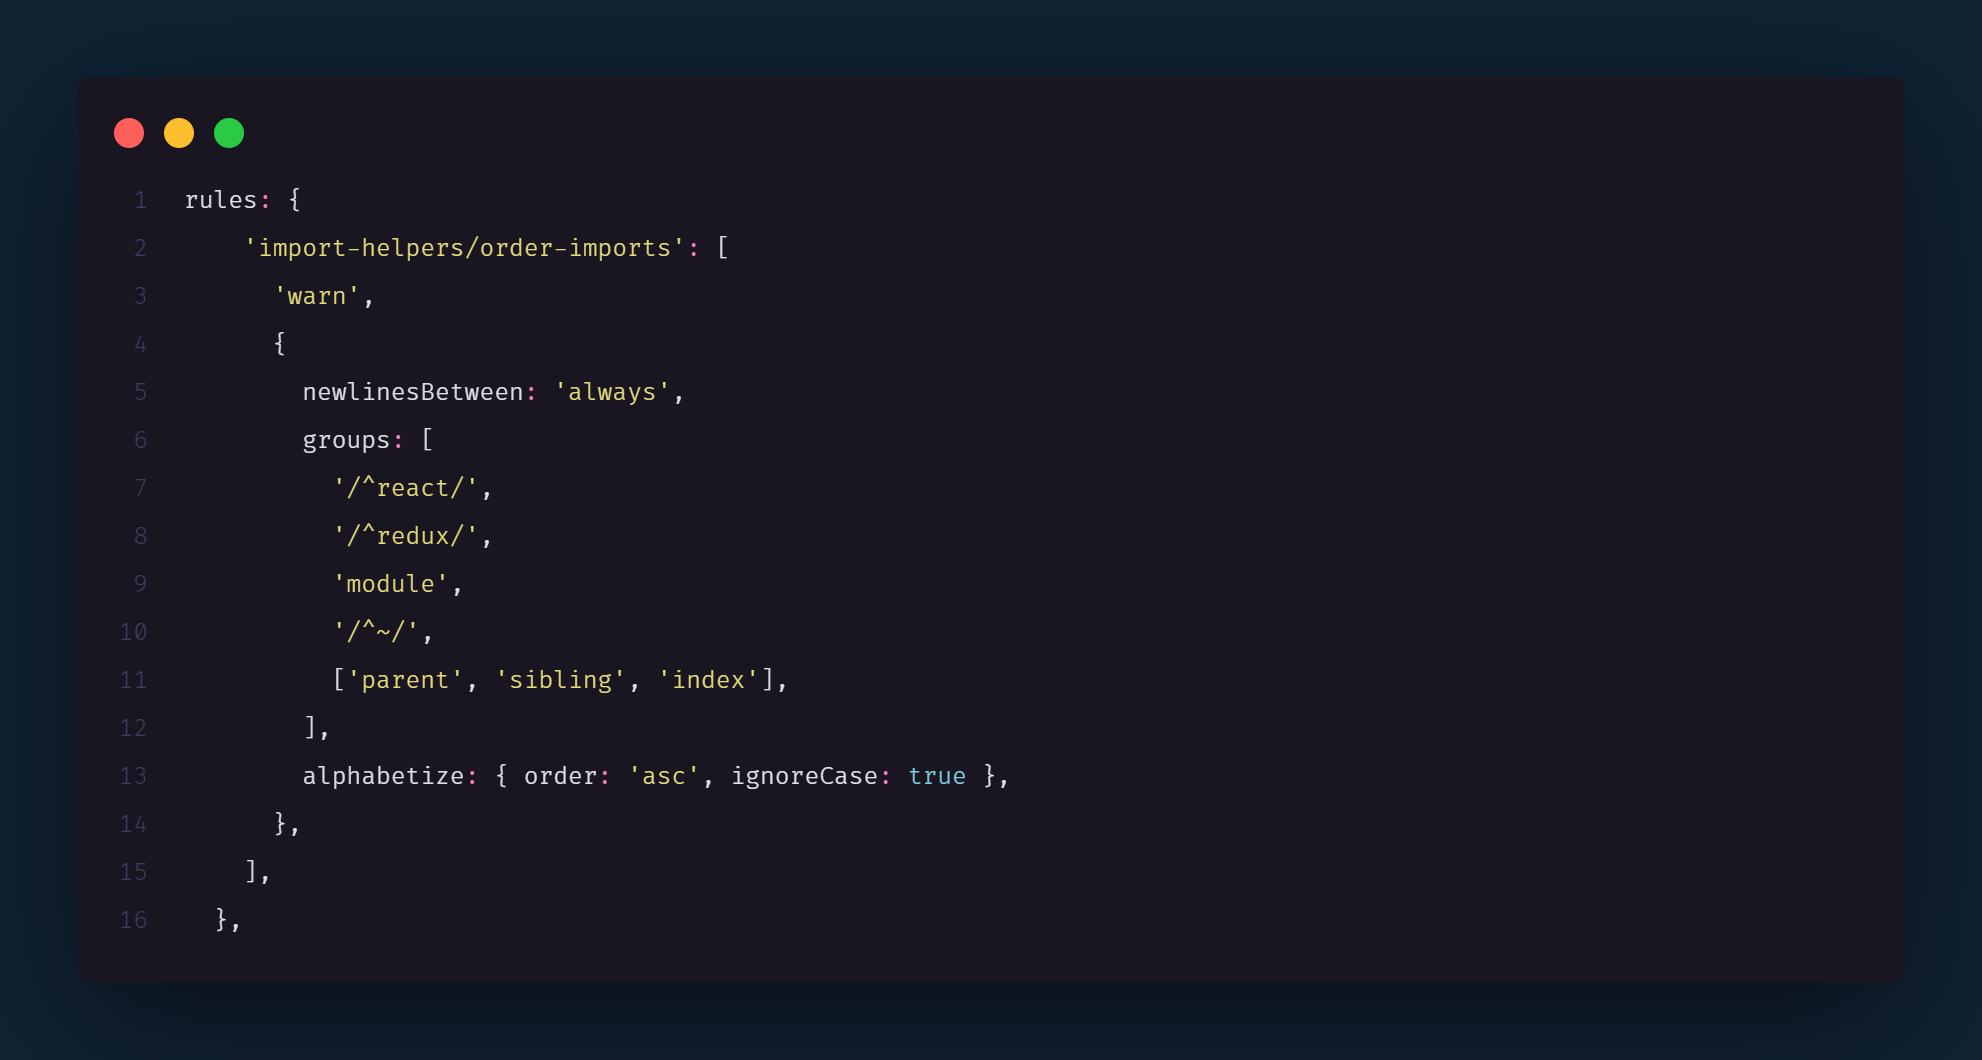 1 rules: {
2     'import-helpers/order-imports': [
3       'warn',
4       {
5         newlinesBetween: 'always',
6         groups: [
7           '/^react/',
8           '/^redux/',
9           'module',
10           '/^~/',
11           ['parent', 'sibling', 'index'],
12         ],
13         alphabetize: { order: 'asc', ignoreCase: true },
14       },
15     ],
16   },